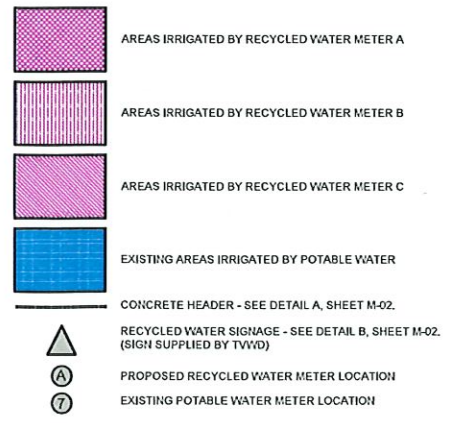 AREAS IRRIGATED BY RECYCLED WATER METER A
AREAS IRRIGATED BY RECYCLED WATER METER B
AREAS IRRIGATED BY RECYCLED WATER METER C
EXISTING AREAS IRRIGATED BY POTABLE WATER
CONCRETE HEADER - SEE DETAIL A, SHEET M-02.
RECYCLED WATER SIGNAGE - SEE DETAIL B, SHEET M-02.
(SIGN SUPPLIED BY TVWD)
A PROPOSED RECYCLED WATER METER LOCATION
7 EXISTING POTABLE WATER METER LOCATION